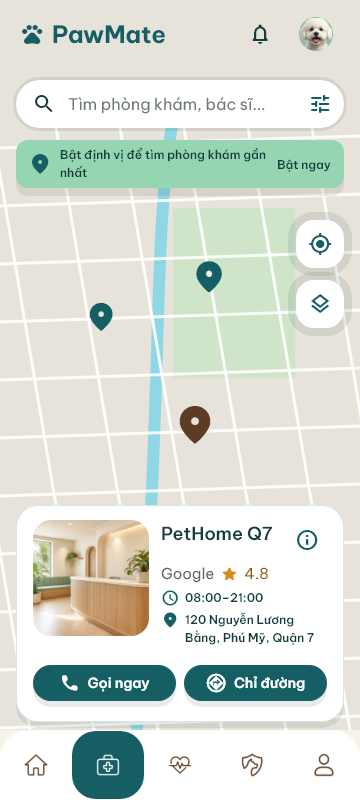 PawMate
Tìm phòng khám, bác sĩ...
Bật định vị để tìm phòng khám gần
nhất
Bật ngay
PetHome Q7
Google 4.8
08:00–21:00
120 Nguyễn Lương
Bằng, Phú Mỹ, Quận 7
Gọi ngay
Chỉ đường